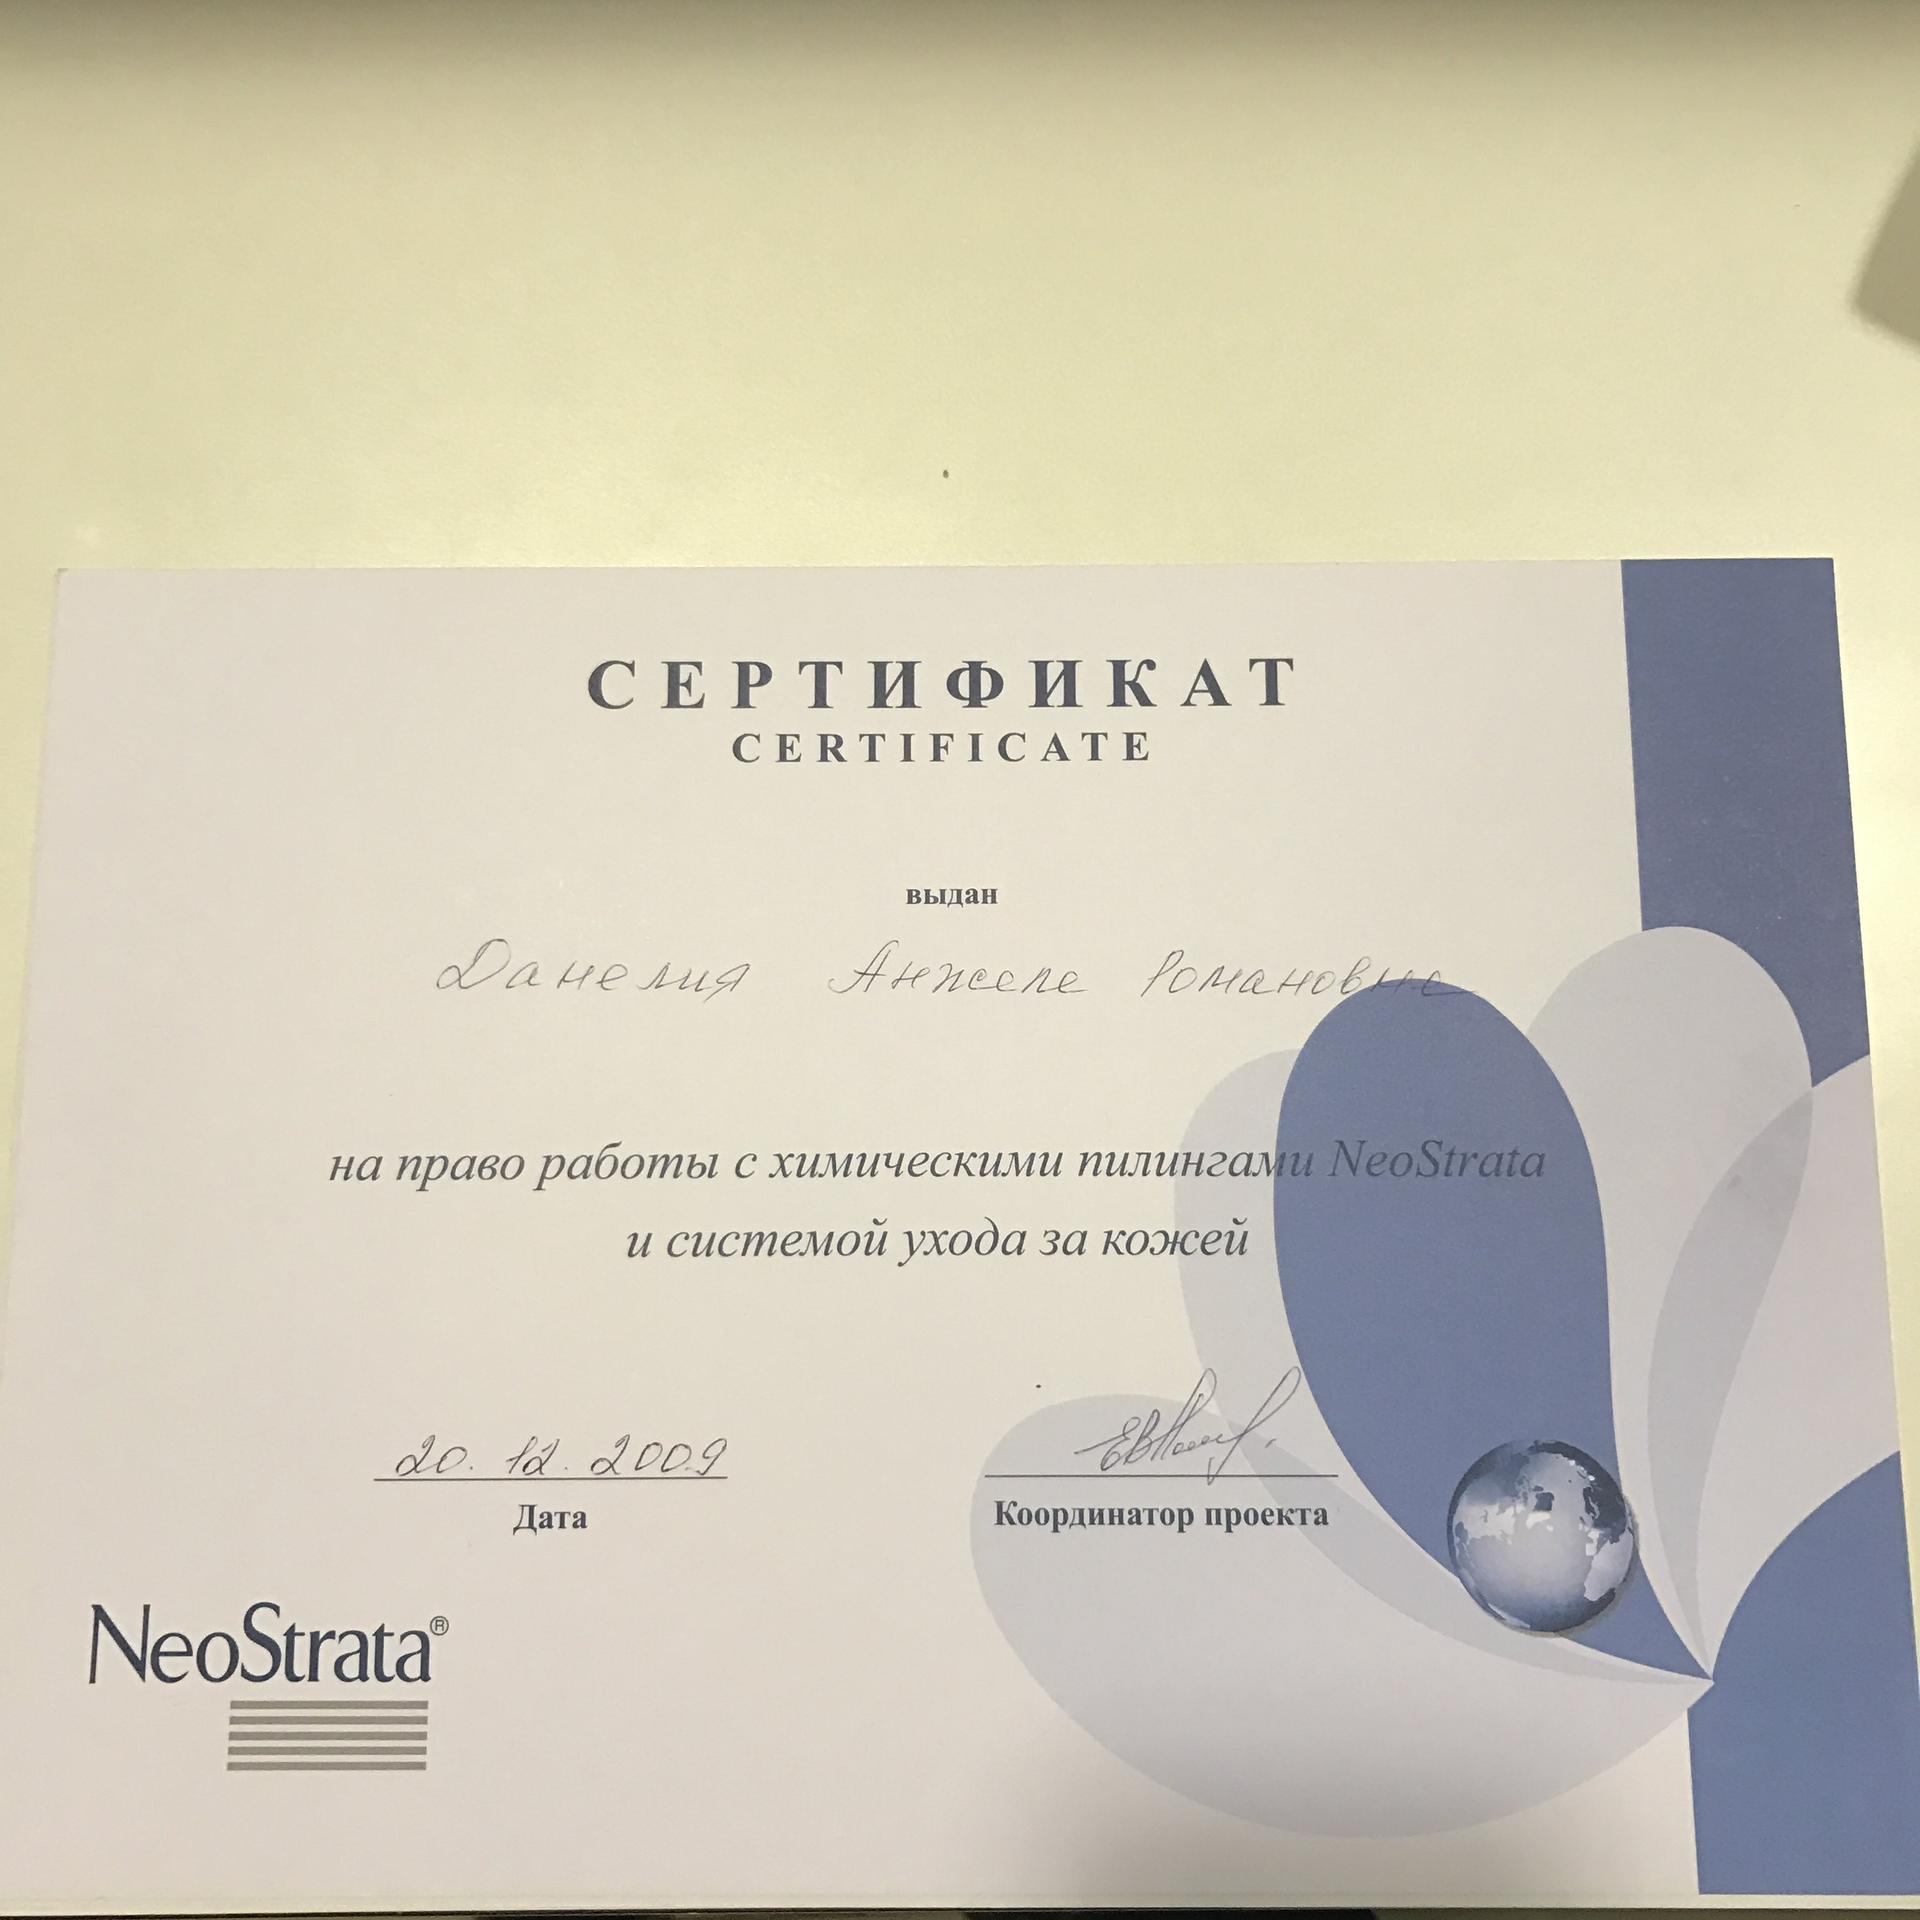 СЕРТИФИКАТ
CERTIFICATE
выдан
Данелия Анжеле Романовне
на право работы с химическими пилингами NeoStrata
и системой ухода за кожей
20.12.2009
Дата
Координатор проекта
NeoStrata®